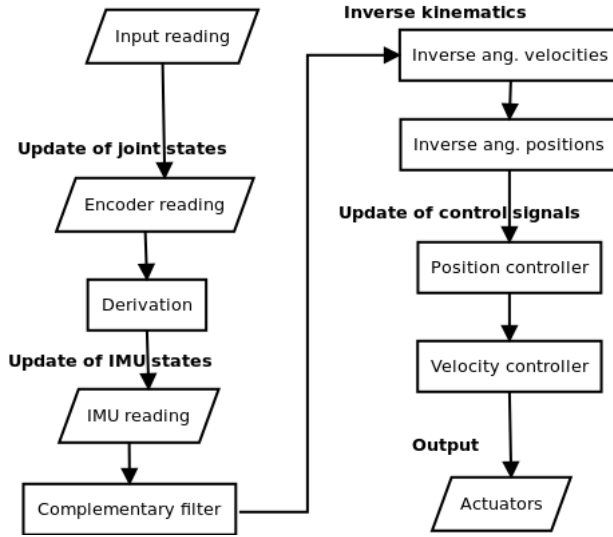 Input reading
Update of joint states
Encoder reading
Derivation
Update of IMU states
IMU reading
Complementary filter
Inverse kinematics
Inverse ang. velocities
Inverse ang. positions
Update of control signals
Position controller
Velocity controller
Output
Actuators